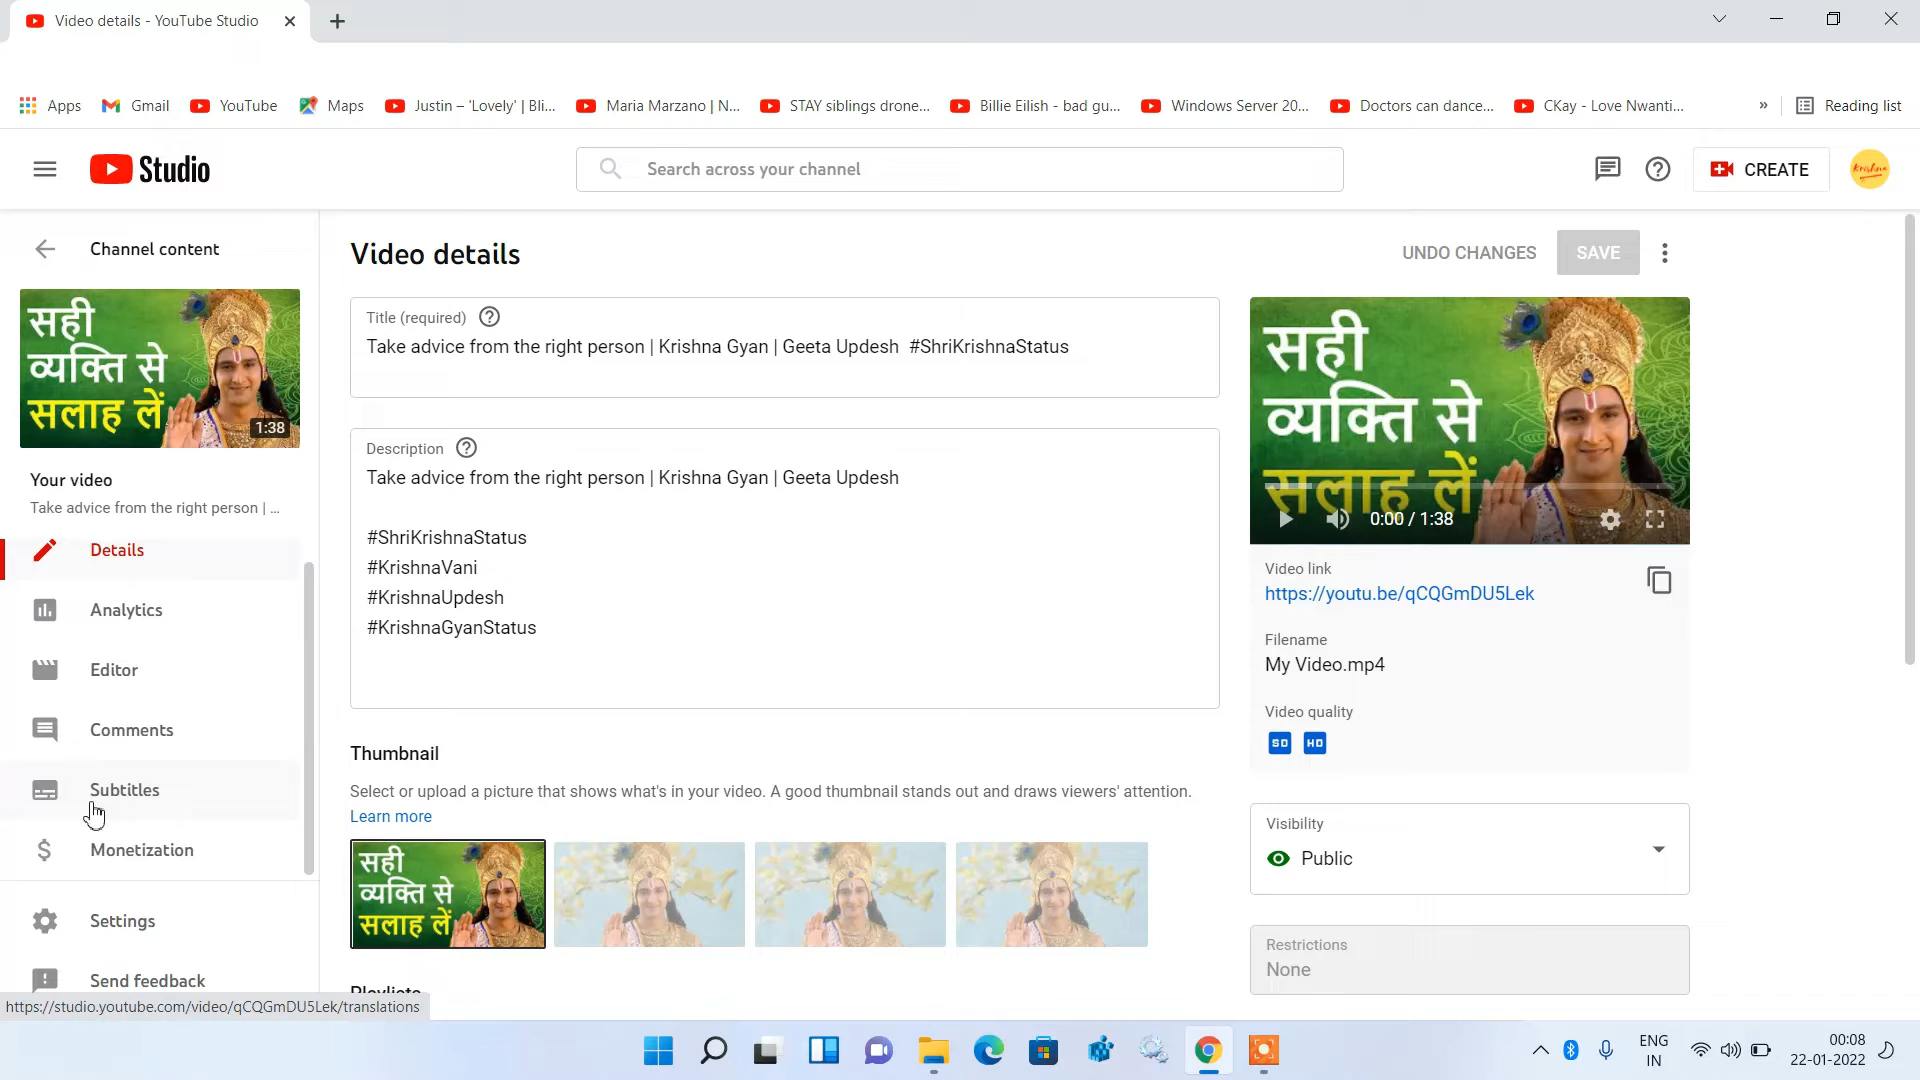 Video details - YouTube Studio
Apps
Gmail
YouTube
Maps
Justin – 'Lovely' | Bli...
Maria Marzano | N...
STAY siblings drone...
Billie Eilish - bad gu...
Windows Server 20...
Doctors can dance...
CKay - Love Nwanti...
»
Reading list
Studio
Search across your channel
CREATE
Krishna
Channel content
सही
व्यक्ति से
सलाह लें
1:38
Your video
Take advice from the right person | ...
Details
Analytics
Editor
Comments
Subtitles
Monetization
Settings
Send feedback
https://studio.youtube.com/video/qCQGmDU5Lek/translations
Video details
UNDO CHANGES
SAVE
Title (required)
Take advice from the right person | Krishna Gyan | Geeta Updesh  #ShriKrishnaStatus
Description
Take advice from the right person | Krishna Gyan | Geeta Updesh
#ShriKrishnaStatus
#KrishnaVani
#KrishnaUpdesh
#KrishnaGyanStatus
Thumbnail
Select or upload a picture that shows what's in your video. A good thumbnail stands out and draws viewers' attention.
Learn more
सही
व्यक्ति से
सलाह लें
Playlists
सही
व्यक्ति से
सलाह लें
0:00 / 1:38
Video link
https://youtu.be/qCQGmDU5Lek
Filename
My Video.mp4
Video quality
SD HD
Visibility
Public
Restrictions
None
ENG
IN
00:08
22-01-2022